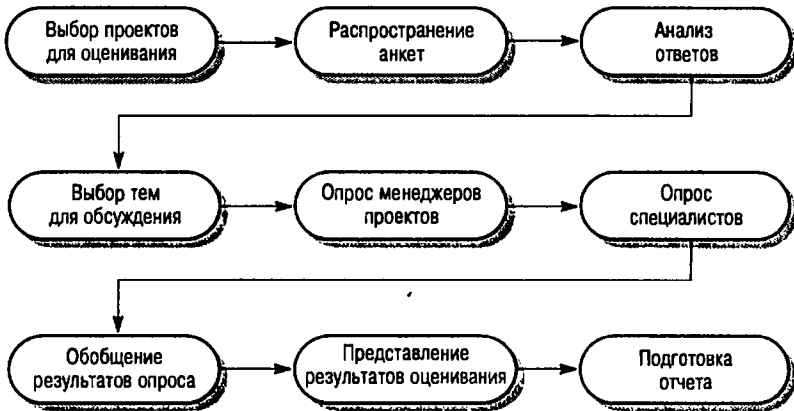 Выбор проектов
для оценивания
Распространение
анкет
Анализ
ответов
Выбор тем
для обсуждения
Опрос менеджеров
проектов
Опрос
специалистов
Обобщение
результатов опроса
Представление
результатов оценивания
Подготовка
отчета